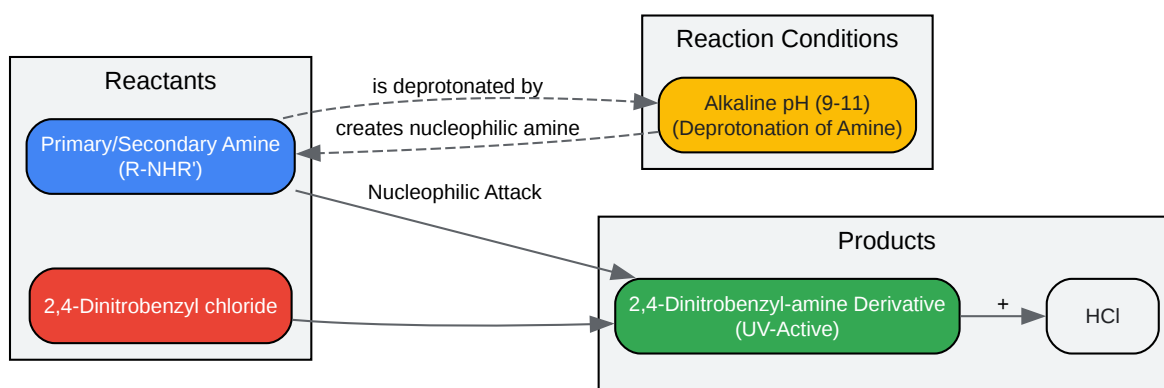 Reactants
Primary/Secondary Amine
(R-NHR')
2,4-Dinitrobenzyl chloride
is deprotonated by
creates nucleophilic amine
Nucleophilic Attack
Reaction Conditions
Alkaline pH (9-11)
(Deprotonation of Amine)
Products
2,4-Dinitrobenzyl-amine Derivative
(UV-Active)
+
HCl